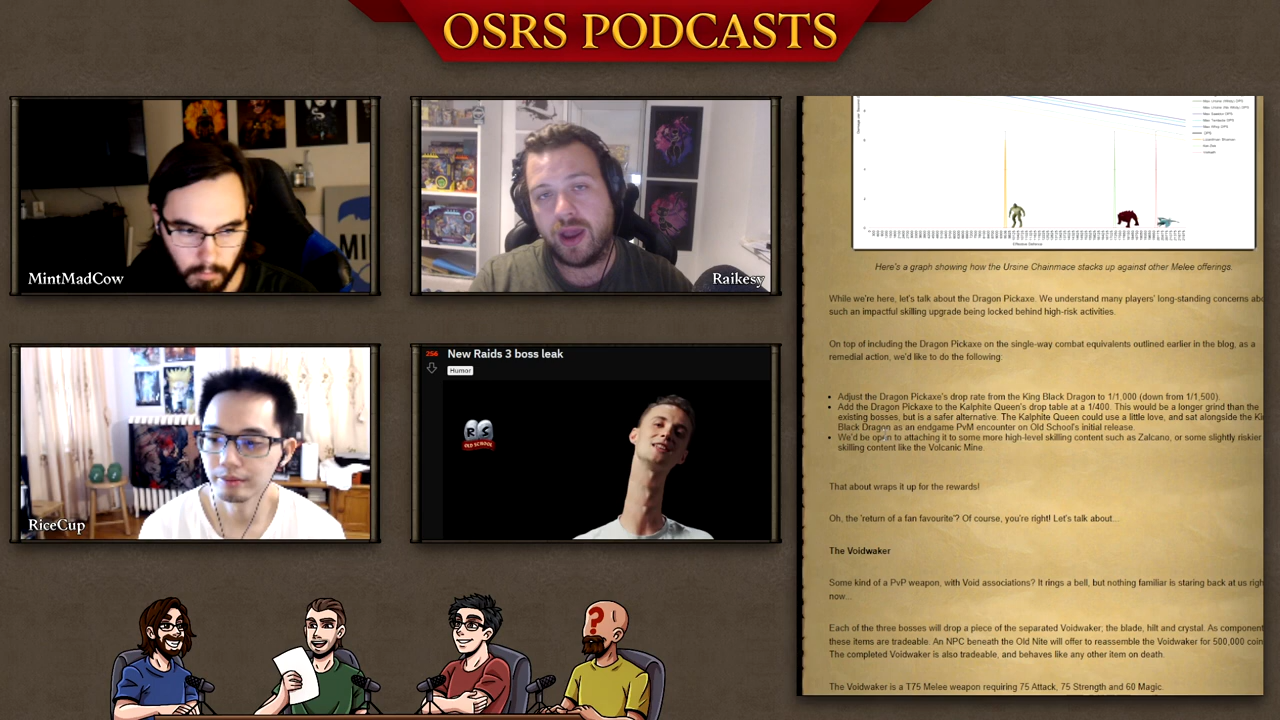 OSRS PODCASTS
MintMadCow
Raikesy
RiceCup
256
New Raids 3 boss leak
Humor
RS
OLD SCHOOL
MI
?
Effective Defence
Here's a graph showing how the Ursine Chainmace stacks up against other Melee offerings.
While we're here, let's talk about the Dragon Pickaxe. We understand many players' long-standing concerns abo
such an impactful skilling upgrade being locked behind high-risk activities.
On top of including the Dragon Pickaxe on the single-way combat equivalents outlined earlier in the blog, as a
remedial action, we'd like to do the following:
Adjust the Dragon Pickaxe's drop rate from the King Black Dragon to 1/1,000 (down from 1/1,500).
Add the Dragon Pickaxe to the Kalphite Queen's drop table at a 1/400. This would be a longer grind than the
existing bosses, but is a safer alternative. The Kalphite Queen could use a little love, and sat alongside the Kin
Black Dragon as an endgame PvM encounter on Old School's initial release.
We'd be open to attaching it to some more high-level skilling content such as Zalcano, or some slightly riskier
skilling content like the Volcanic Mine.
That about wraps it up for the rewards!
Oh, the 'return of a fan favourite'? Of course, you're right! Let's talk about...
The Voidwaker
Some kind of a PvP weapon, with Void associations? It rings a bell, but nothing familiar is staring back at us righ
now...
Each of the three bosses will drop a piece of the separated Voidwaker; the blade, hilt and crystal. As component
these items are tradeable. An NPC beneath the Old Nite will offer to reassemble the Voidwaker for 500,000 coin
The completed Voidwaker is also tradeable, and behaves like any other item on death.
The Voidwaker is a T75 Melee weapon requiring 75 Attack, 75 Strength and 60 Magic.